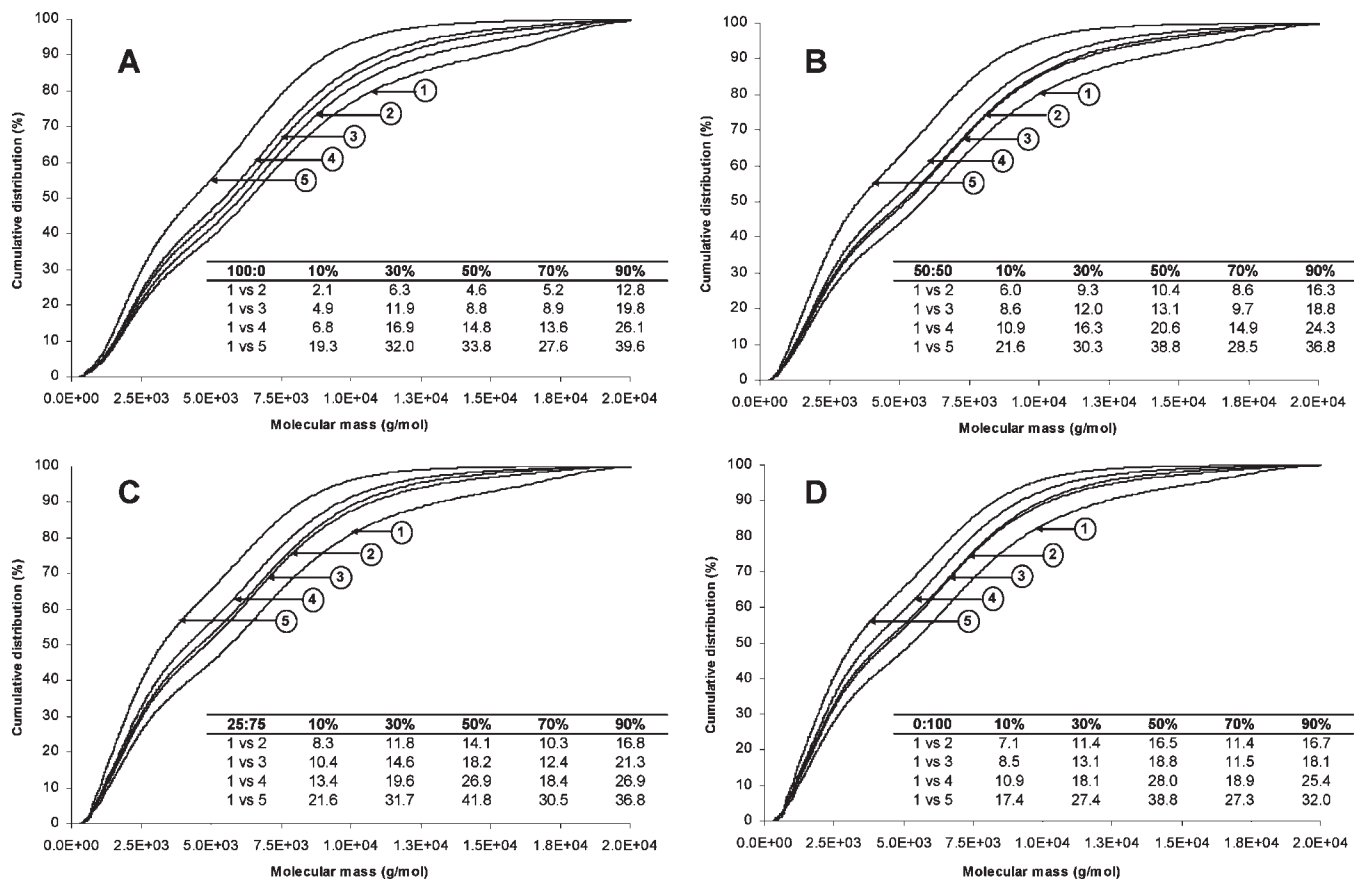 A
Cumulative distribution (%)
100
90
80
70
60
50
40
30
20
10
0
1
2
3
4
5
100:0 10% 30% 50% 70% 90%
1 vs 2 2.1 6.3 4.6 5.2 12.8
1 vs 3 4.9 11.9 8.8 8.9 19.8
1 vs 4 6.8 16.9 14.8 13.6 26.1
1 vs 5 19.3 32.0 33.8 27.6 39.6
0.0E+00 2.5E+03 5.0E+03 7.5E+03 1.0E+04 1.3E+04 1.5E+04 1.8E+04 2.0E+04
Molecular mass (g/mol)
B
Cumulative distribution (%)
100
90
80
70
60
50
40
30
20
10
0
1
2
3
4
5
50:50 10% 30% 50% 70% 90%
1 vs 2 6.0 9.3 10.4 8.6 16.3
1 vs 3 8.6 12.0 13.1 9.7 18.8
1 vs 4 10.9 16.3 20.6 14.9 24.3
1 vs 5 21.6 30.3 38.8 28.5 36.8
0.0E+00 2.5E+03 5.0E+03 7.5E+03 1.0E+04 1.3E+04 1.5E+04 1.8E+04 2.0E+04
Molecular mass (g/mol)
C
Cumulative distribution (%)
100
90
80
70
60
50
40
30
20
10
0
1
2
3
4
5
25:75 10% 30% 50% 70% 90%
1 vs 2 8.3 11.8 14.1 10.3 16.8
1 vs 3 10.4 14.6 18.2 12.4 21.3
1 vs 4 13.4 19.6 26.9 18.4 26.9
1 vs 5 21.6 31.7 41.8 30.5 36.8
0.0E+00 2.5E+03 5.0E+03 7.5E+03 1.0E+04 1.3E+04 1.5E+04 1.8E+04 2.0E+04
Molecular mass (g/mol)
D
Cumulative distribution (%)
100
90
80
70
60
50
40
30
20
10
0
1
2
3
4
5
0:100 10% 30% 50% 70% 90%
1 vs 2 7.1 11.4 16.5 11.4 16.7
1 vs 3 8.5 13.1 18.8 11.5 18.1
1 vs 4 10.9 18.1 28.0 18.9 25.4
1 vs 5 17.4 27.4 38.8 27.3 32.0
0.0E+00 2.5E+03 5.0E+03 7.5E+03 1.0E+04 1.3E+04 1.5E+04 1.8E+04 2.0E+04
Molecular mass (g/mol)